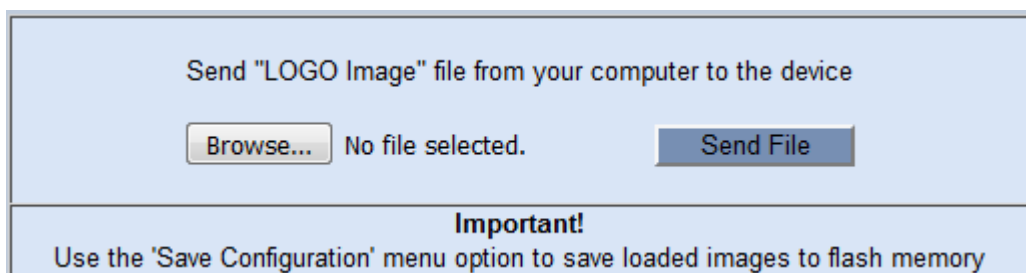 Send "LOGO Image" file from your computer to the device
Browse... No file selected. Send File
Important!
Use the 'Save Configuration' menu option to save loaded images to flash memory